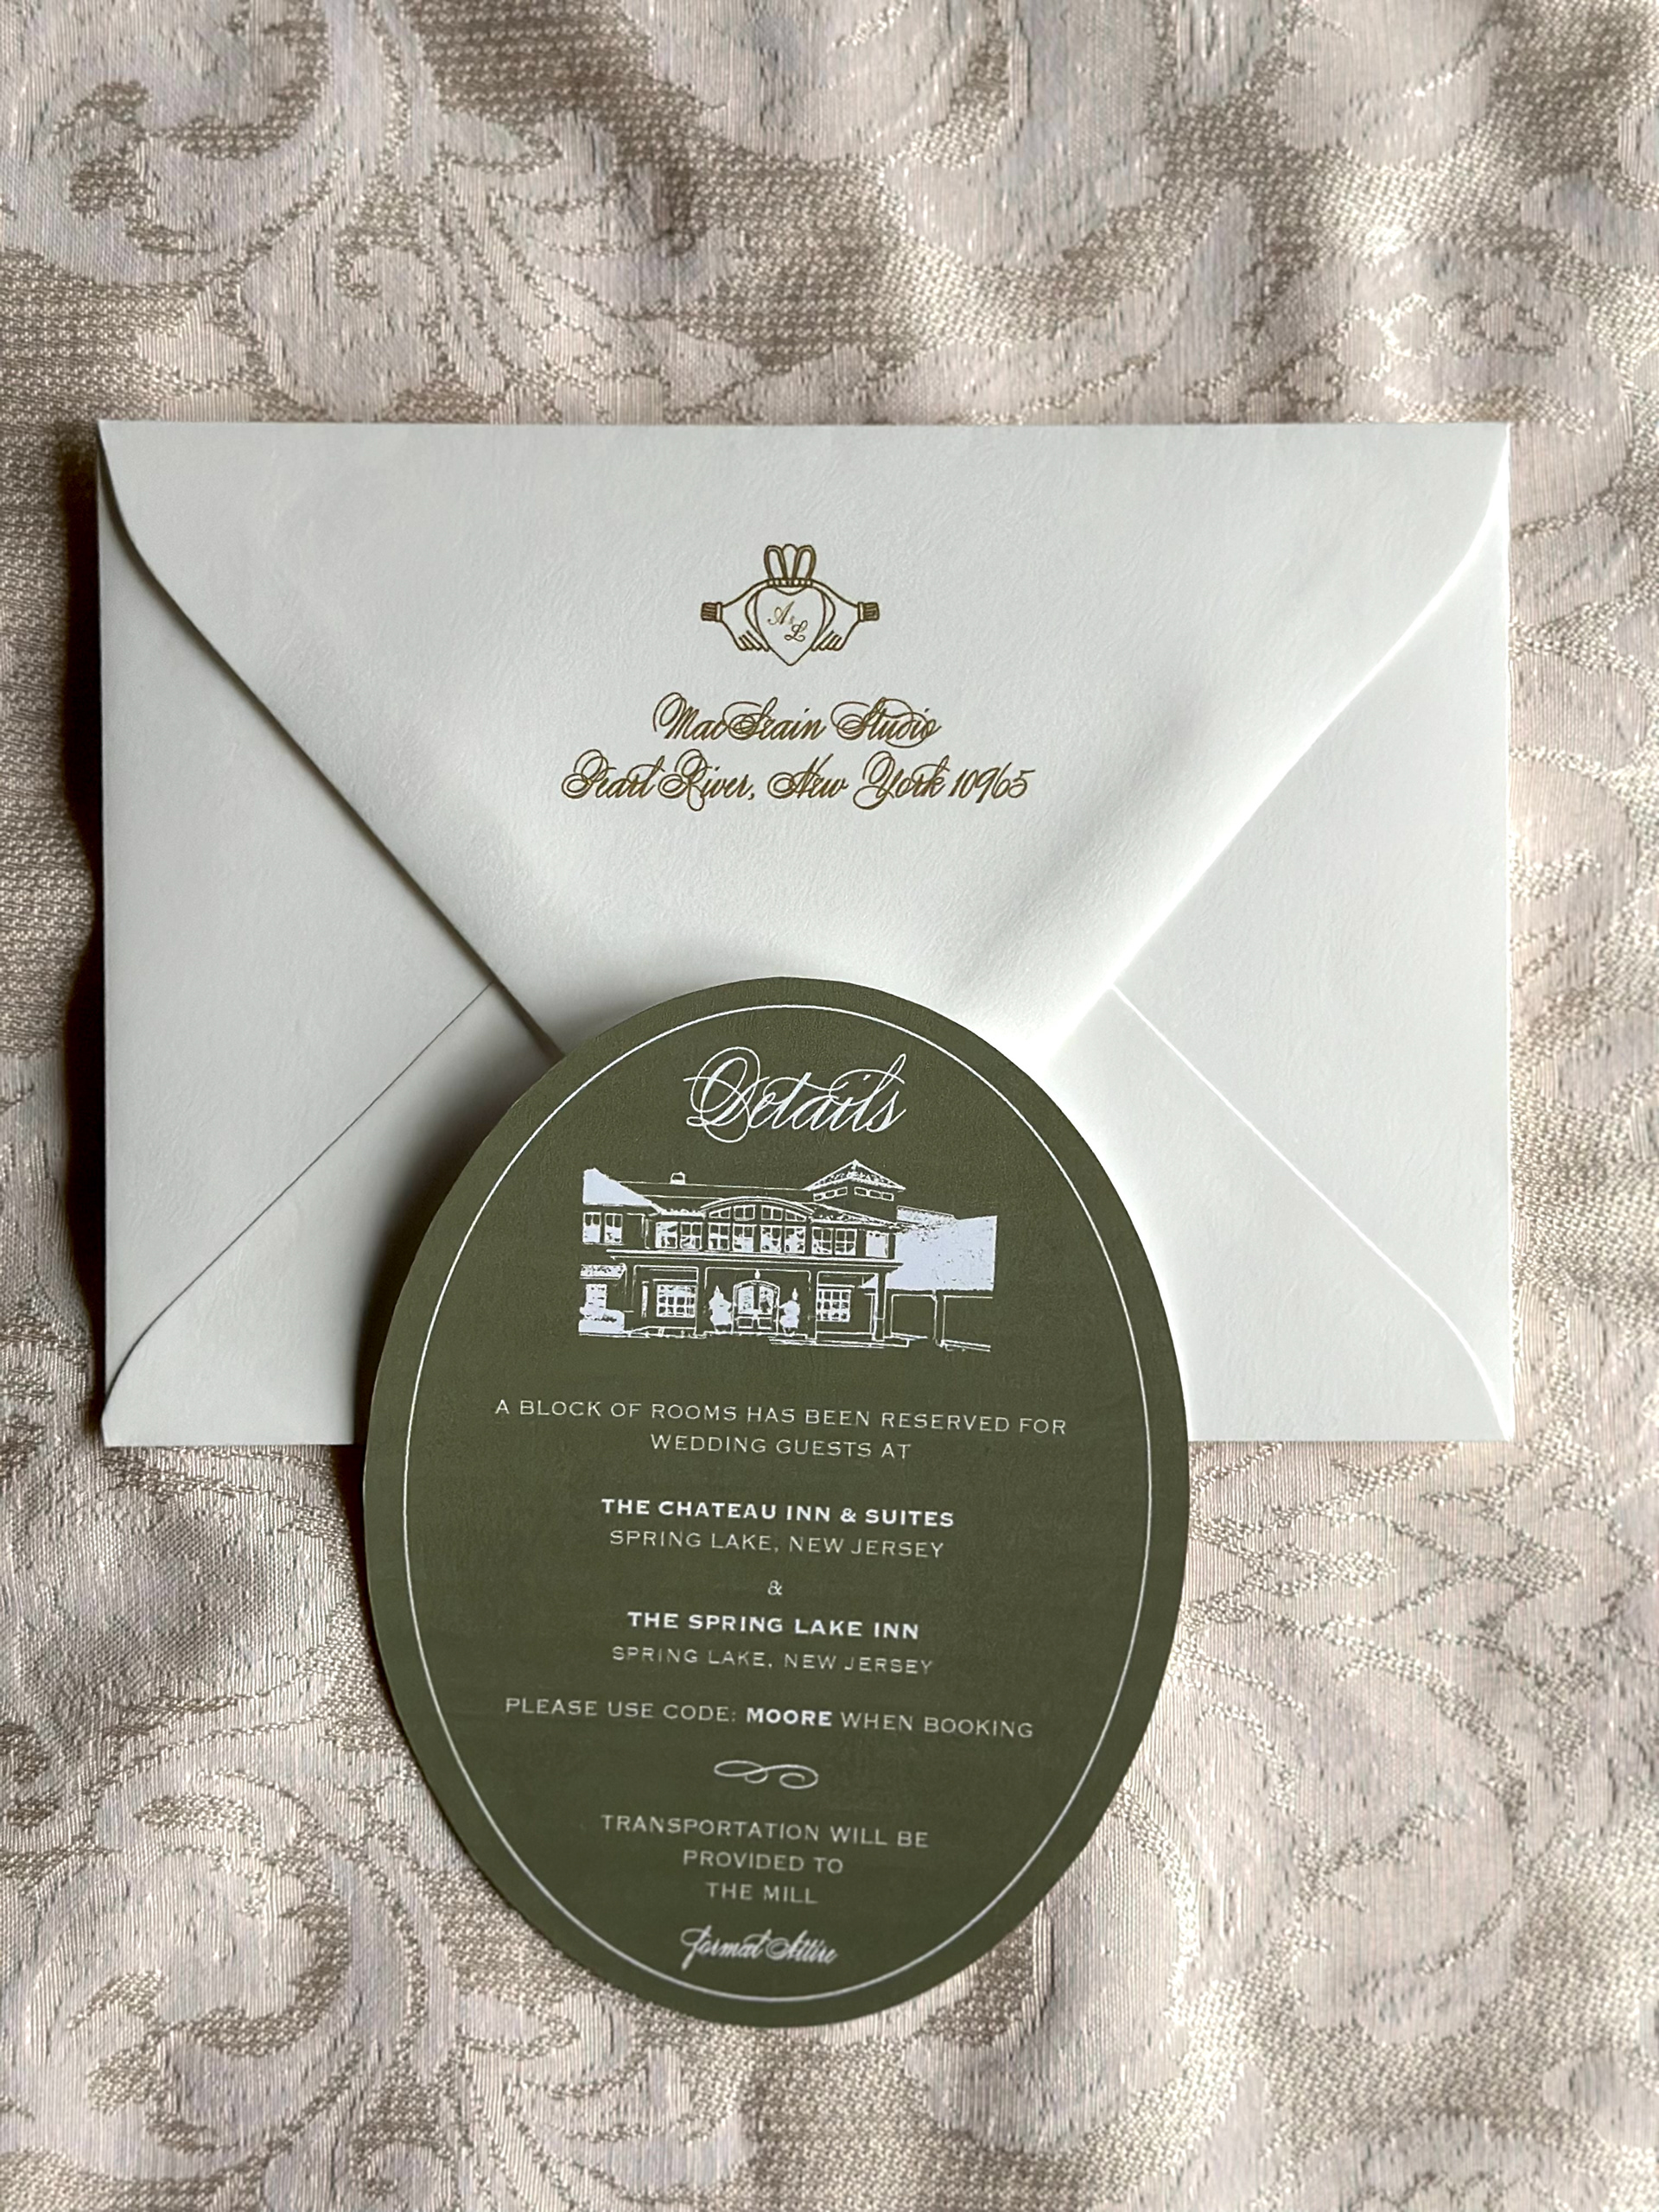 A & L
MacStain Studio
Pearl River, New York 10965
Details
A BLOCK OF ROOMS HAS BEEN RESERVED FOR
WEDDING GUESTS AT
THE CHATEAU INN & SUITES
SPRING LAKE, NEW JERSEY
&
THE SPRING LAKE INN
SPRING LAKE, NEW JERSEY
PLEASE USE CODE: MOORE WHEN BOOKING
TRANSPORTATION WILL BE
PROVIDED TO
THE MILL
Formal Attire